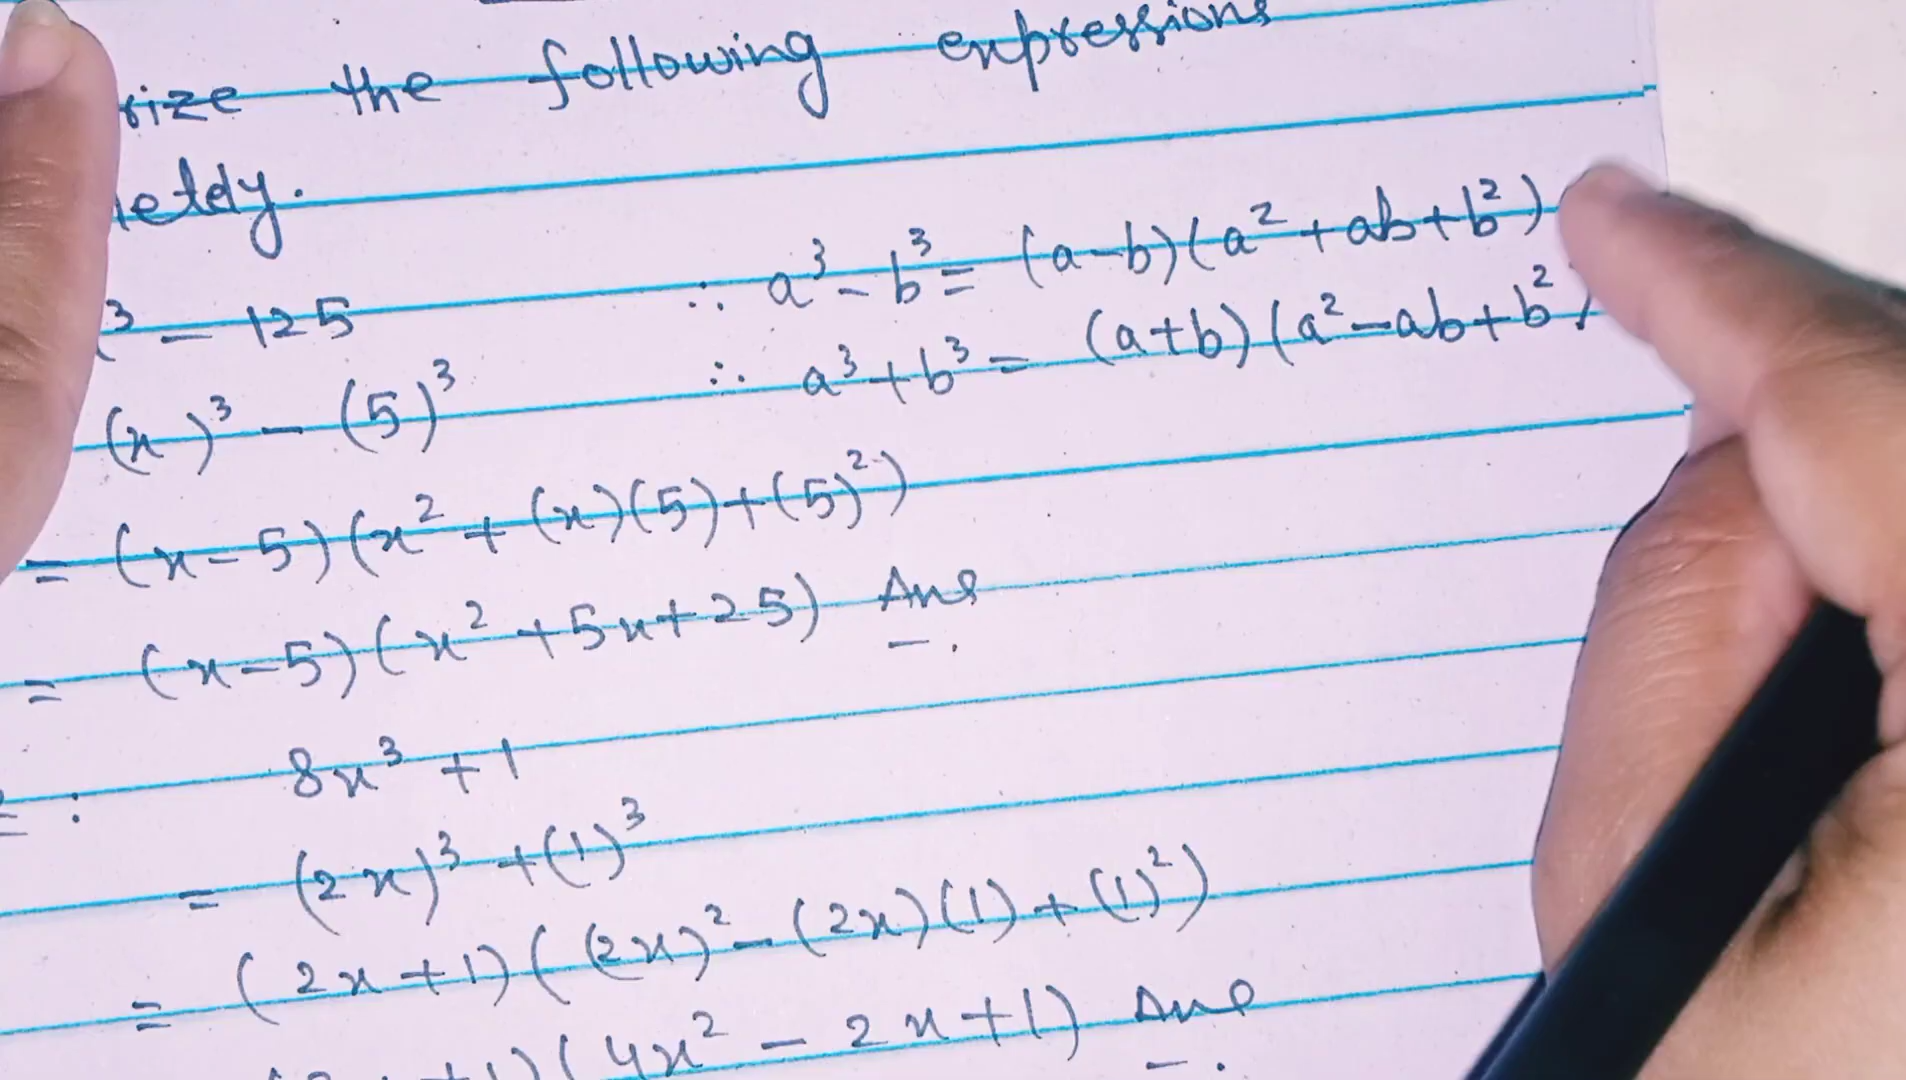 rize the following expressions
letely.
x³ − 125 ∴ a³ − b³ = (a−b)(a² + ab + b²)
(x)³ − (5)³ ∴ a³ + b³ = (a+b)(a² − ab + b²)
= (x−5)(x² + (x)(5) + (5)²)
= (x−5)(x² + 5x + 25) Ans
: 8x³ + 1
= (2x)³ + (1)³
= (2x + 1)((2x)² − (2x)(1) + (1)²)
+1)(4x² − 2x + 1) Ans